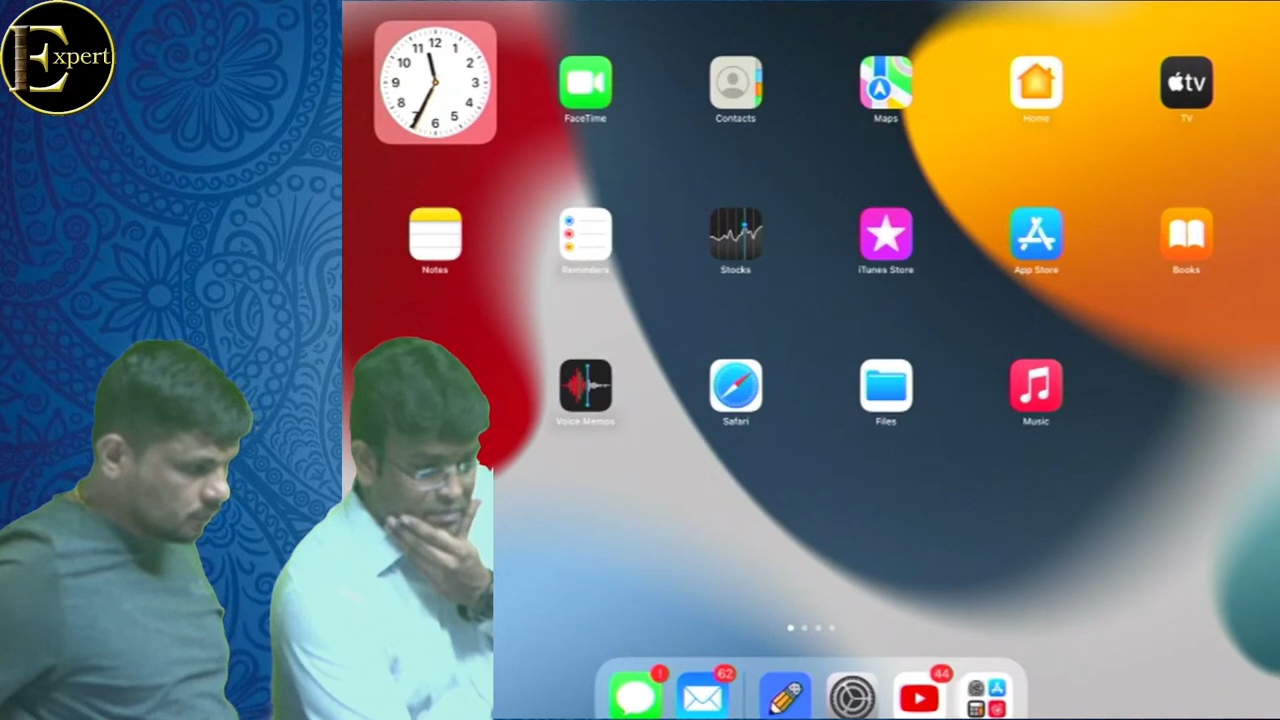 Expert
12
11
1
10
2
9
3
8
4
7
5
6
FaceTime
Contacts
Maps
Home
tv
TV
Notes
Reminders
Stocks
iTunes Store
App Store
Books
Voice Memos
Safari
Files
Music
!
62
44